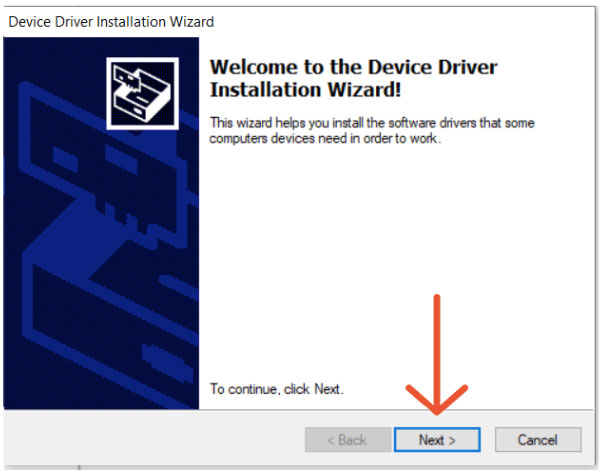 Device Driver Installation Wizard
Welcome to the Device Driver
Installation Wizard!
This wizard helps you install the software drivers that some
computers devices need in order to work.
To continue, click Next.
< Back
Next >
Cancel